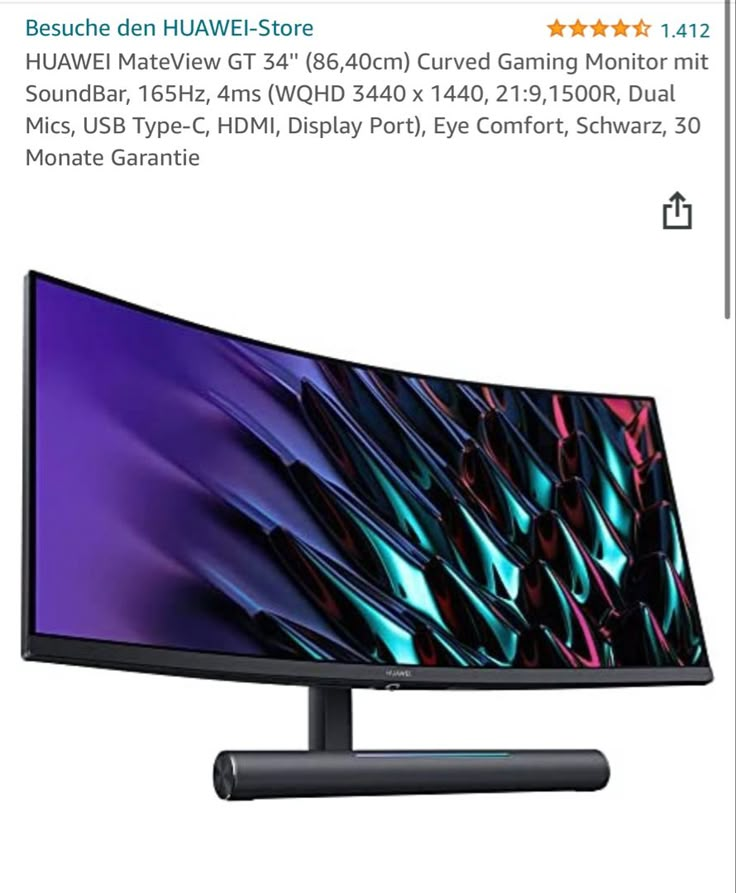 Besuche den HUAWEI-Store
1.412
HUAWEI MateView GT 34" (86,40cm) Curved Gaming Monitor mit
SoundBar, 165Hz, 4ms (WQHD 3440 x 1440, 21:9,1500R, Dual
Mics, USB Type-C, HDMI, Display Port), Eye Comfort, Schwarz, 30
Monate Garantie
HUAWEI